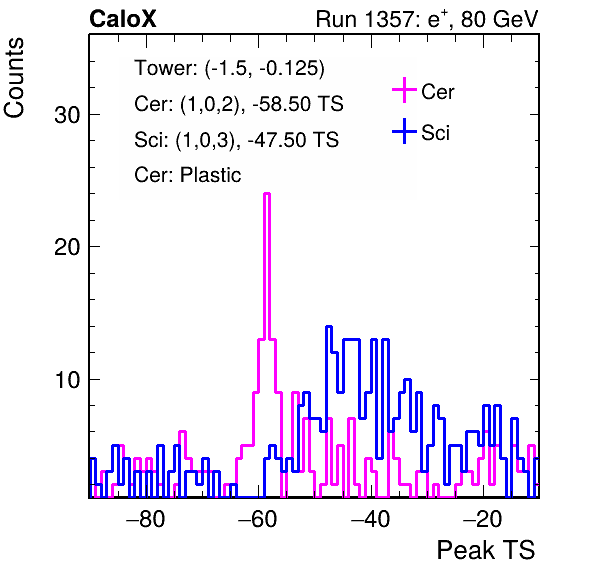 CaloX Run 1357: e⁺, 80 GeV
Counts
Tower: (-1.5, -0.125)
Cer: (1,0,2), -58.50 TS
Sci: (1,0,3), -47.50 TS
Cer: Plastic
Cer
Sci
30
20
10
−80 −60 −40 −20
Peak TS